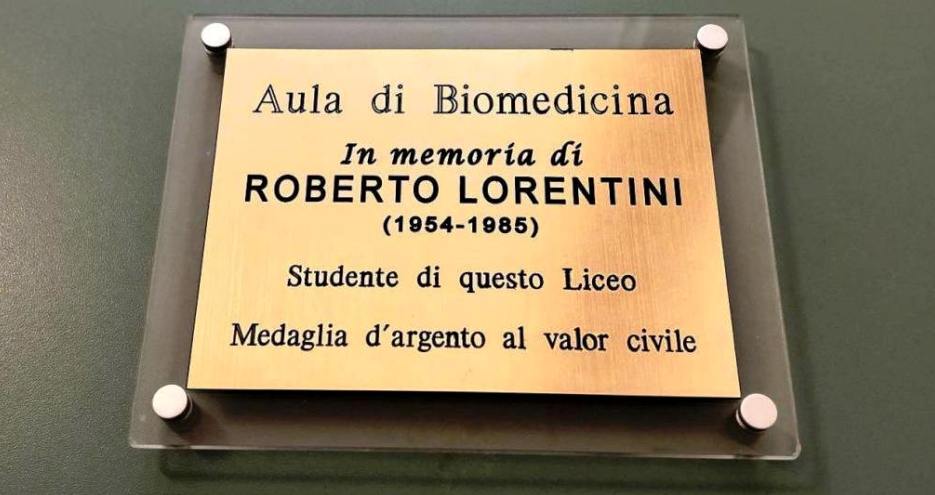 Aula di Biomedicina
In memoria di
ROBERTO LORENTINI
(1954-1985)
Studente di questo Liceo
Medaglia d'argento al valor civile